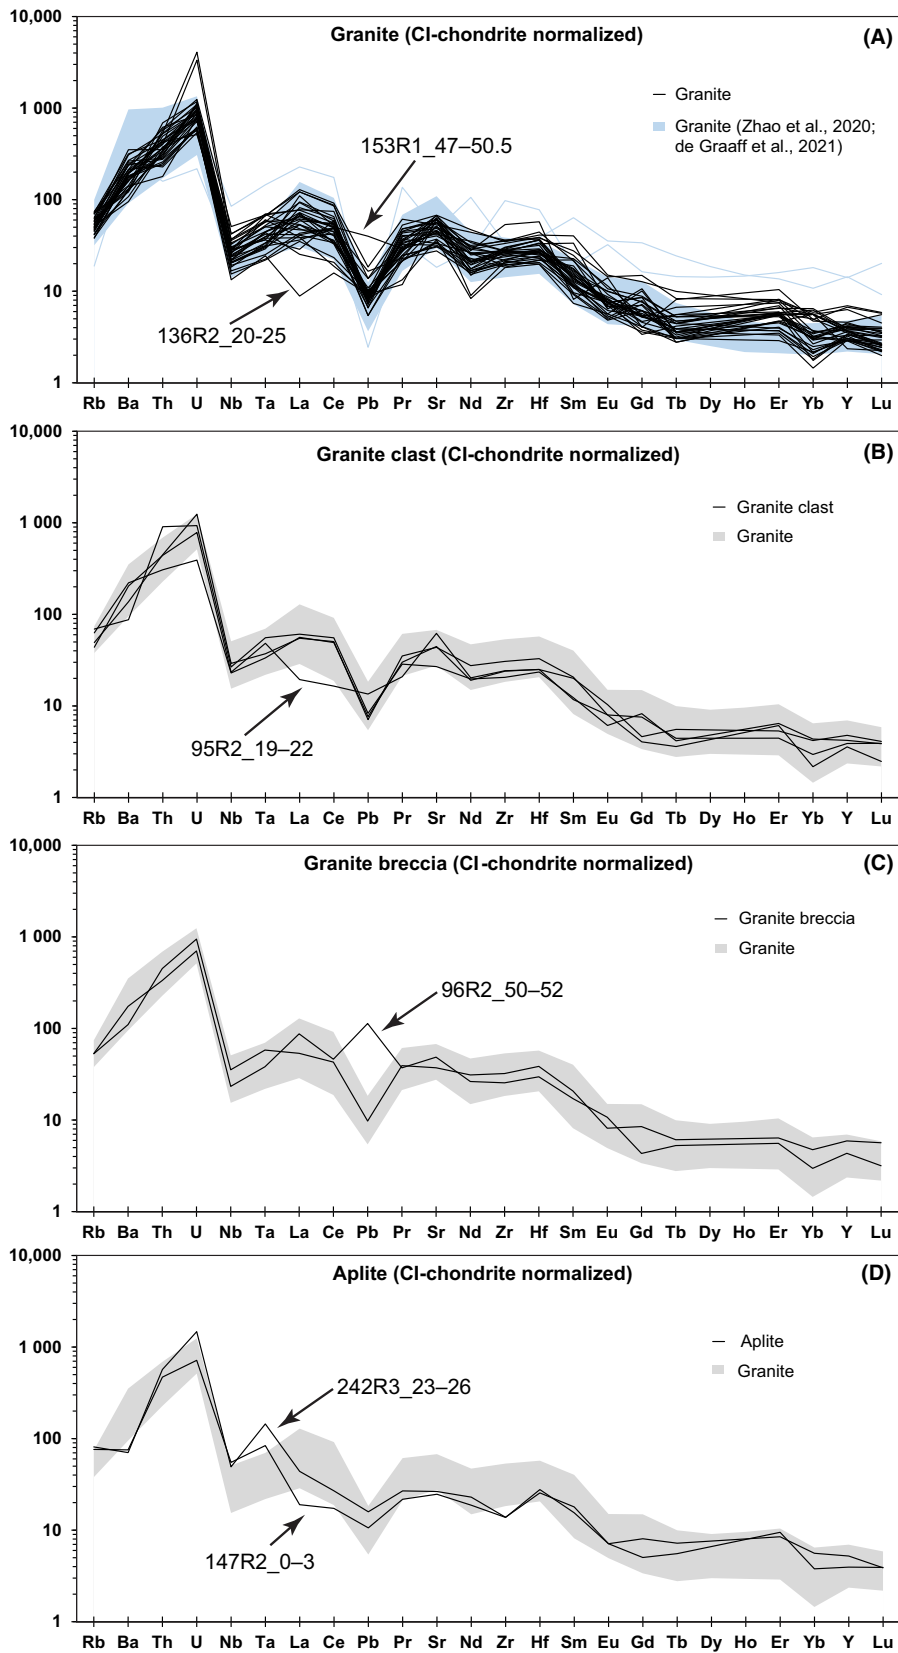 Granite (CI-chondrite normalized)
(A)
10,000
1 000
100
10
1
Granite
Granite (Zhao et al., 2020;
de Graaff et al., 2021)
153R1_47–50.5
136R2_20-25
Rb Ba Th U Nb Ta La Ce Pb Pr Sr Nd Zr Hf Sm Eu Gd Tb Dy Ho Er Yb Y Lu
Granite clast (CI-chondrite normalized)
(B)
10,000
1 000
100
10
1
Granite clast
Granite
95R2_19–22
Rb Ba Th U Nb Ta La Ce Pb Pr Sr Nd Zr Hf Sm Eu Gd Tb Dy Ho Er Yb Y Lu
Granite breccia (CI-chondrite normalized)
(C)
10,000
1 000
100
10
1
Granite breccia
Granite
96R2_50–52
Rb Ba Th U Nb Ta La Ce Pb Pr Sr Nd Zr Hf Sm Eu Gd Tb Dy Ho Er Yb Y Lu
Aplite (CI-chondrite normalized)
(D)
10,000
1 000
100
10
1
Aplite
Granite
242R3_23–26
147R2_0–3
Rb Ba Th U Nb Ta La Ce Pb Pr Sr Nd Zr Hf Sm Eu Gd Tb Dy Ho Er Yb Y Lu